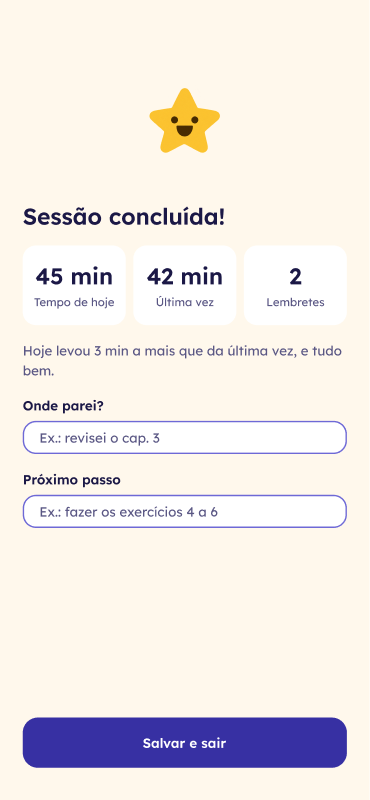 Sessão concluída!
45 min
Tempo de hoje
42 min
Última vez
2
Lembretes
Hoje levou 3 min a mais que da última vez, e tudo
bem.
Onde parei?
Ex.: revisei o cap. 3
Próximo passo
Ex.: fazer os exercícios 4 a 6
Salvar e sair